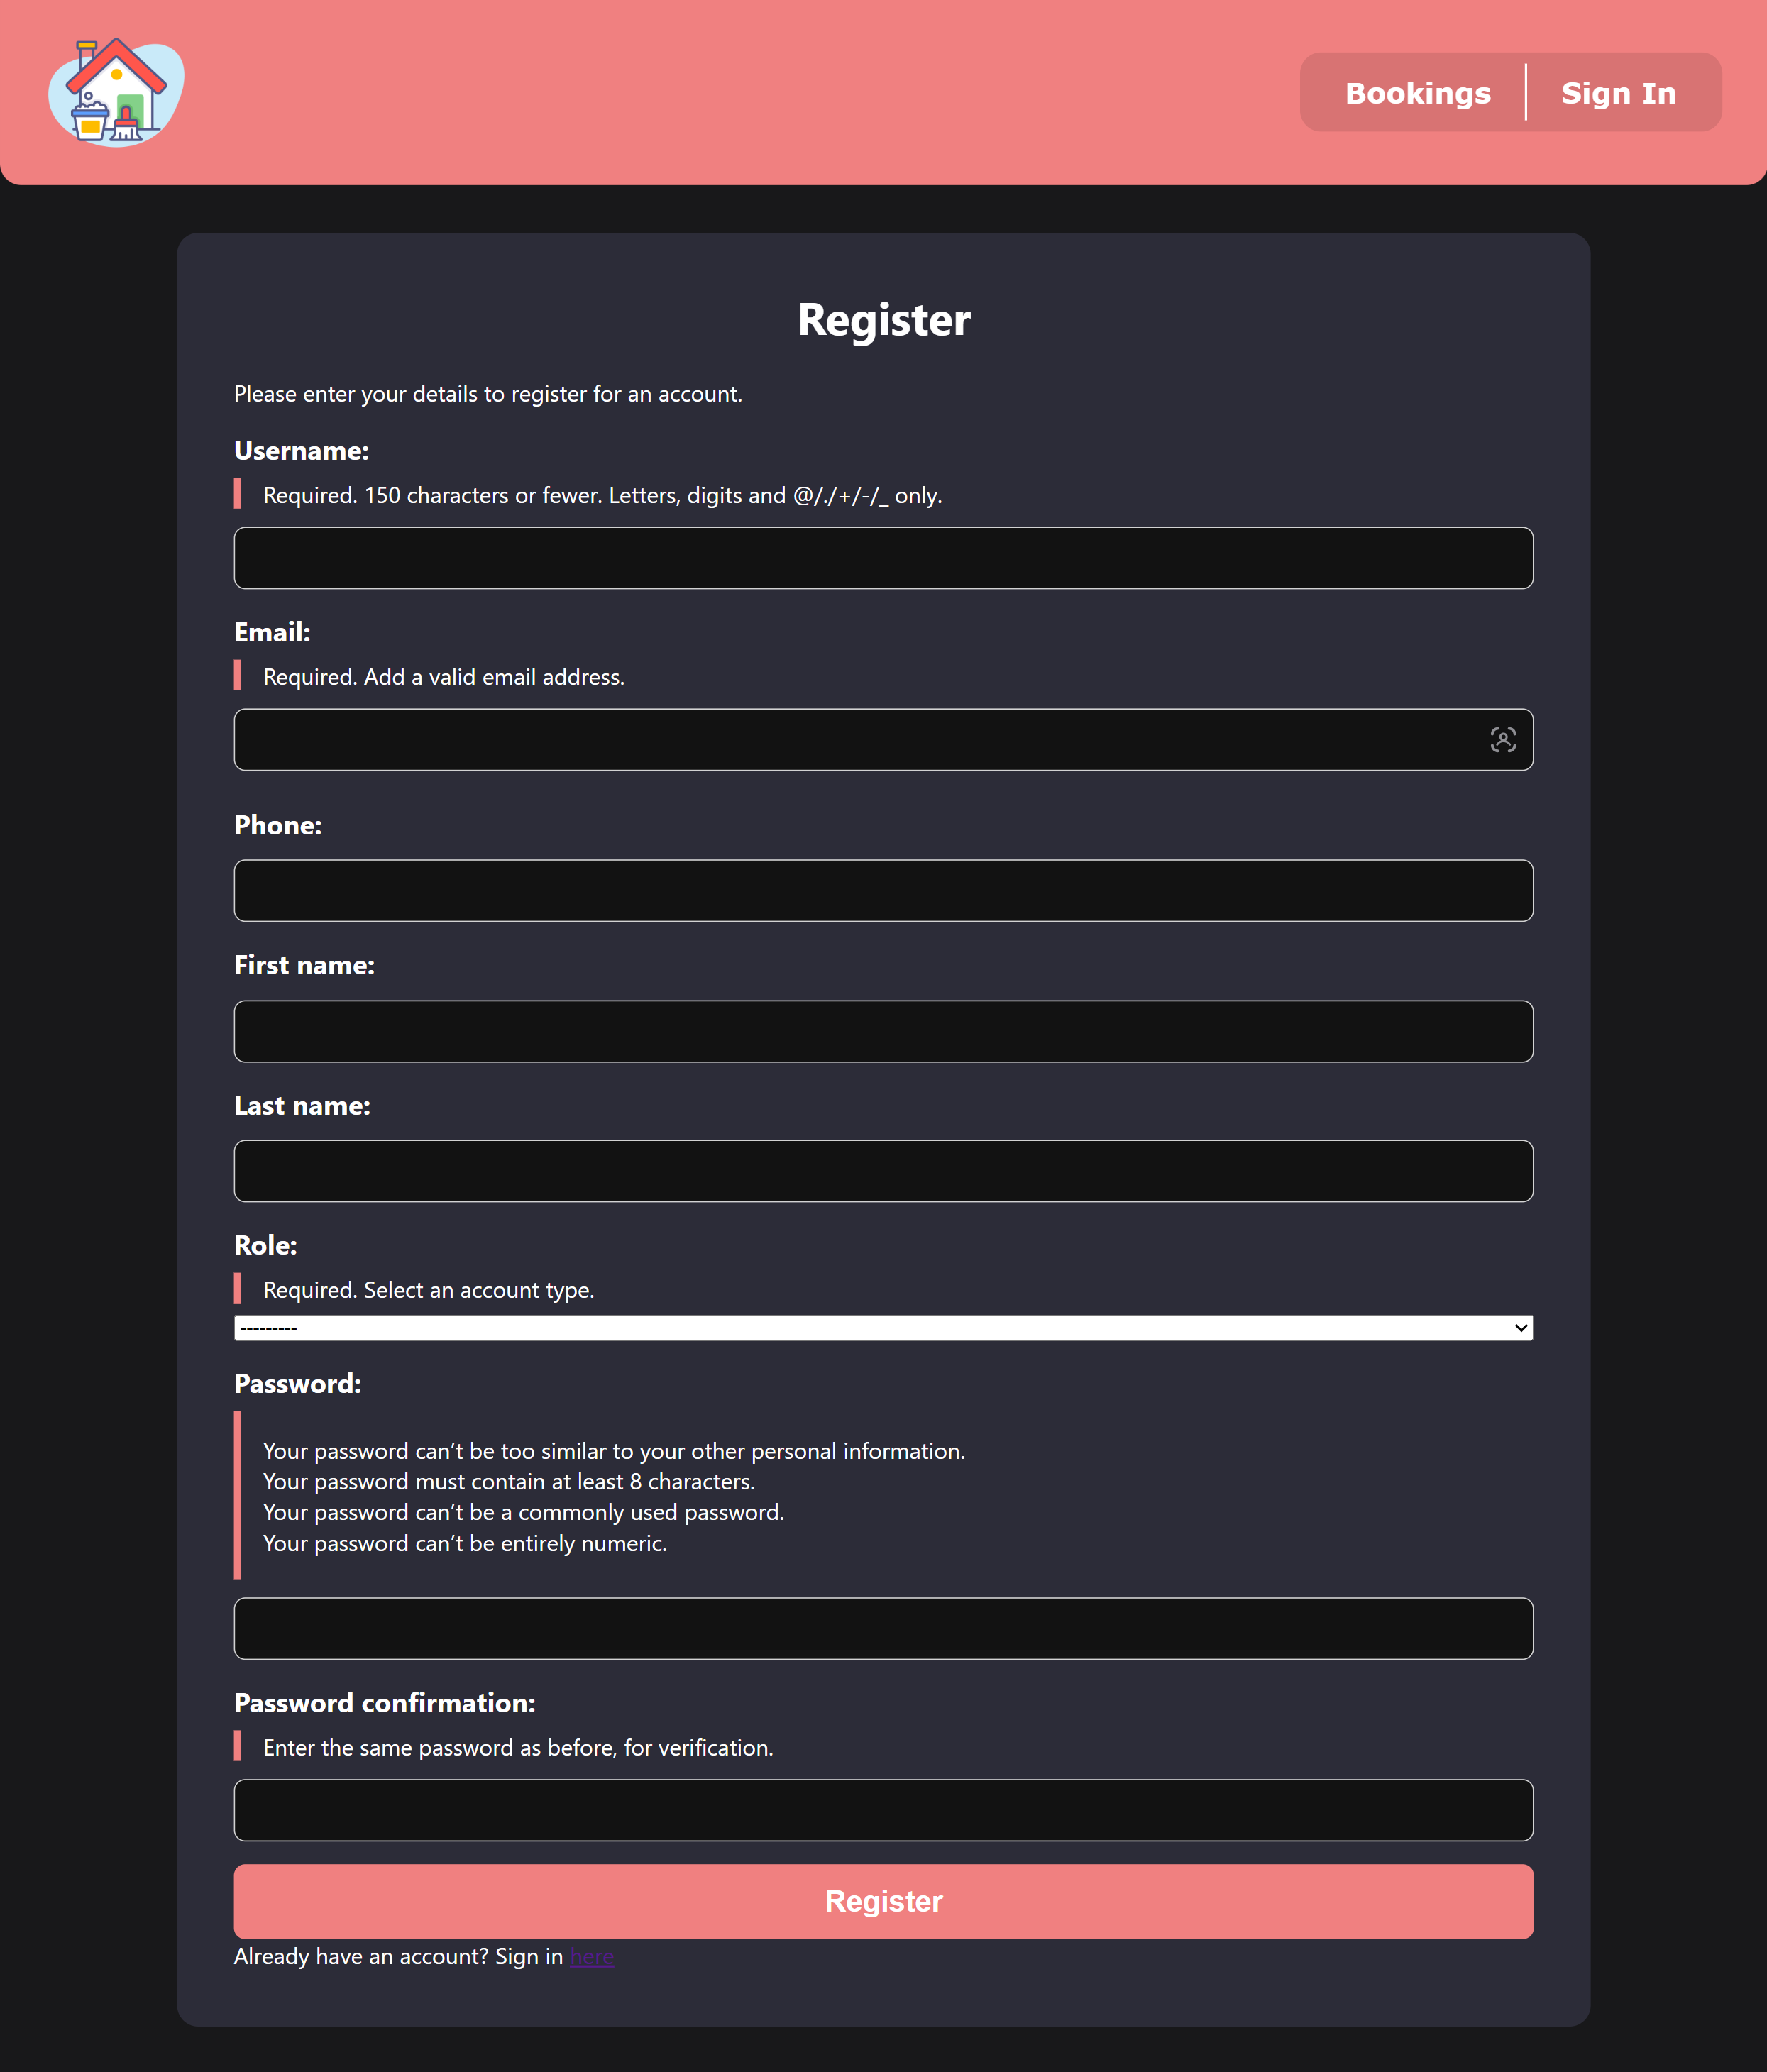 Bookings
Sign In
Register
Please enter your details to register for an account.
Username:
Required. 150 characters or fewer. Letters, digits and @/./+/-/_ only.
Email:
Required. Add a valid email address.
Phone:
First name:
Last name:
Role:
Required. Select an account type.
---------
Password:
Your password can’t be too similar to your other personal information.
Your password must contain at least 8 characters.
Your password can’t be a commonly used password.
Your password can’t be entirely numeric.
Password confirmation:
Enter the same password as before, for verification.
Register
Already have an account? Sign in here